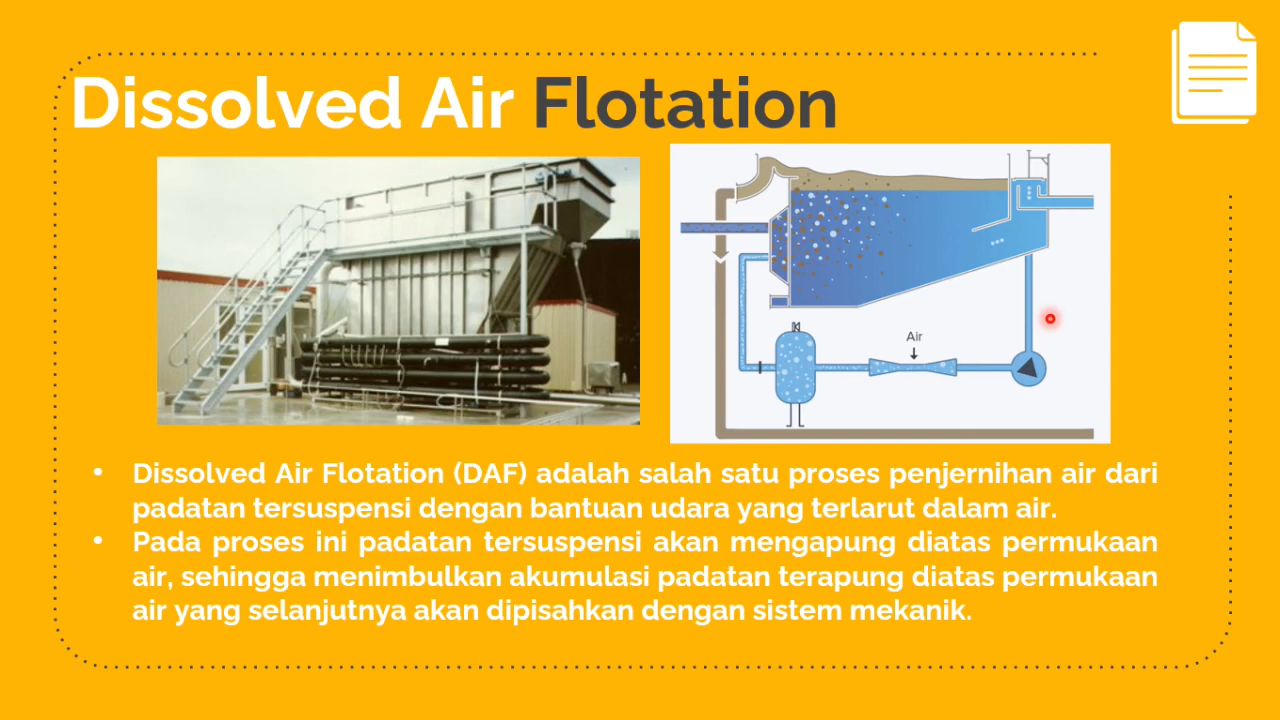 Dissolved Air Flotation
Air
• Dissolved Air Flotation (DAF) adalah salah satu proses penjernihan air dari
padatan tersuspensi dengan bantuan udara yang terlarut dalam air.
• Pada proses ini padatan tersuspensi akan mengapung diatas permukaan
air, sehingga menimbulkan akumulasi padatan terapung diatas permukaan
air yang selanjutnya akan dipisahkan dengan sistem mekanik.